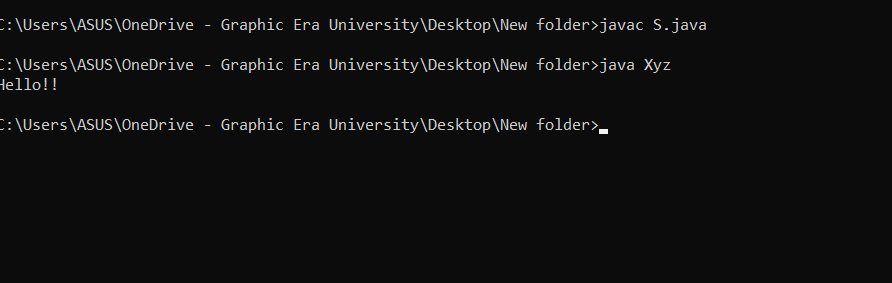 C:\Users\ASUS\OneDrive - Graphic Era University\Desktop\New folder>javac S.java
C:\Users\ASUS\OneDrive - Graphic Era University\Desktop\New folder>java Xyz
Hello!!
C:\Users\ASUS\OneDrive - Graphic Era University\Desktop\New folder>